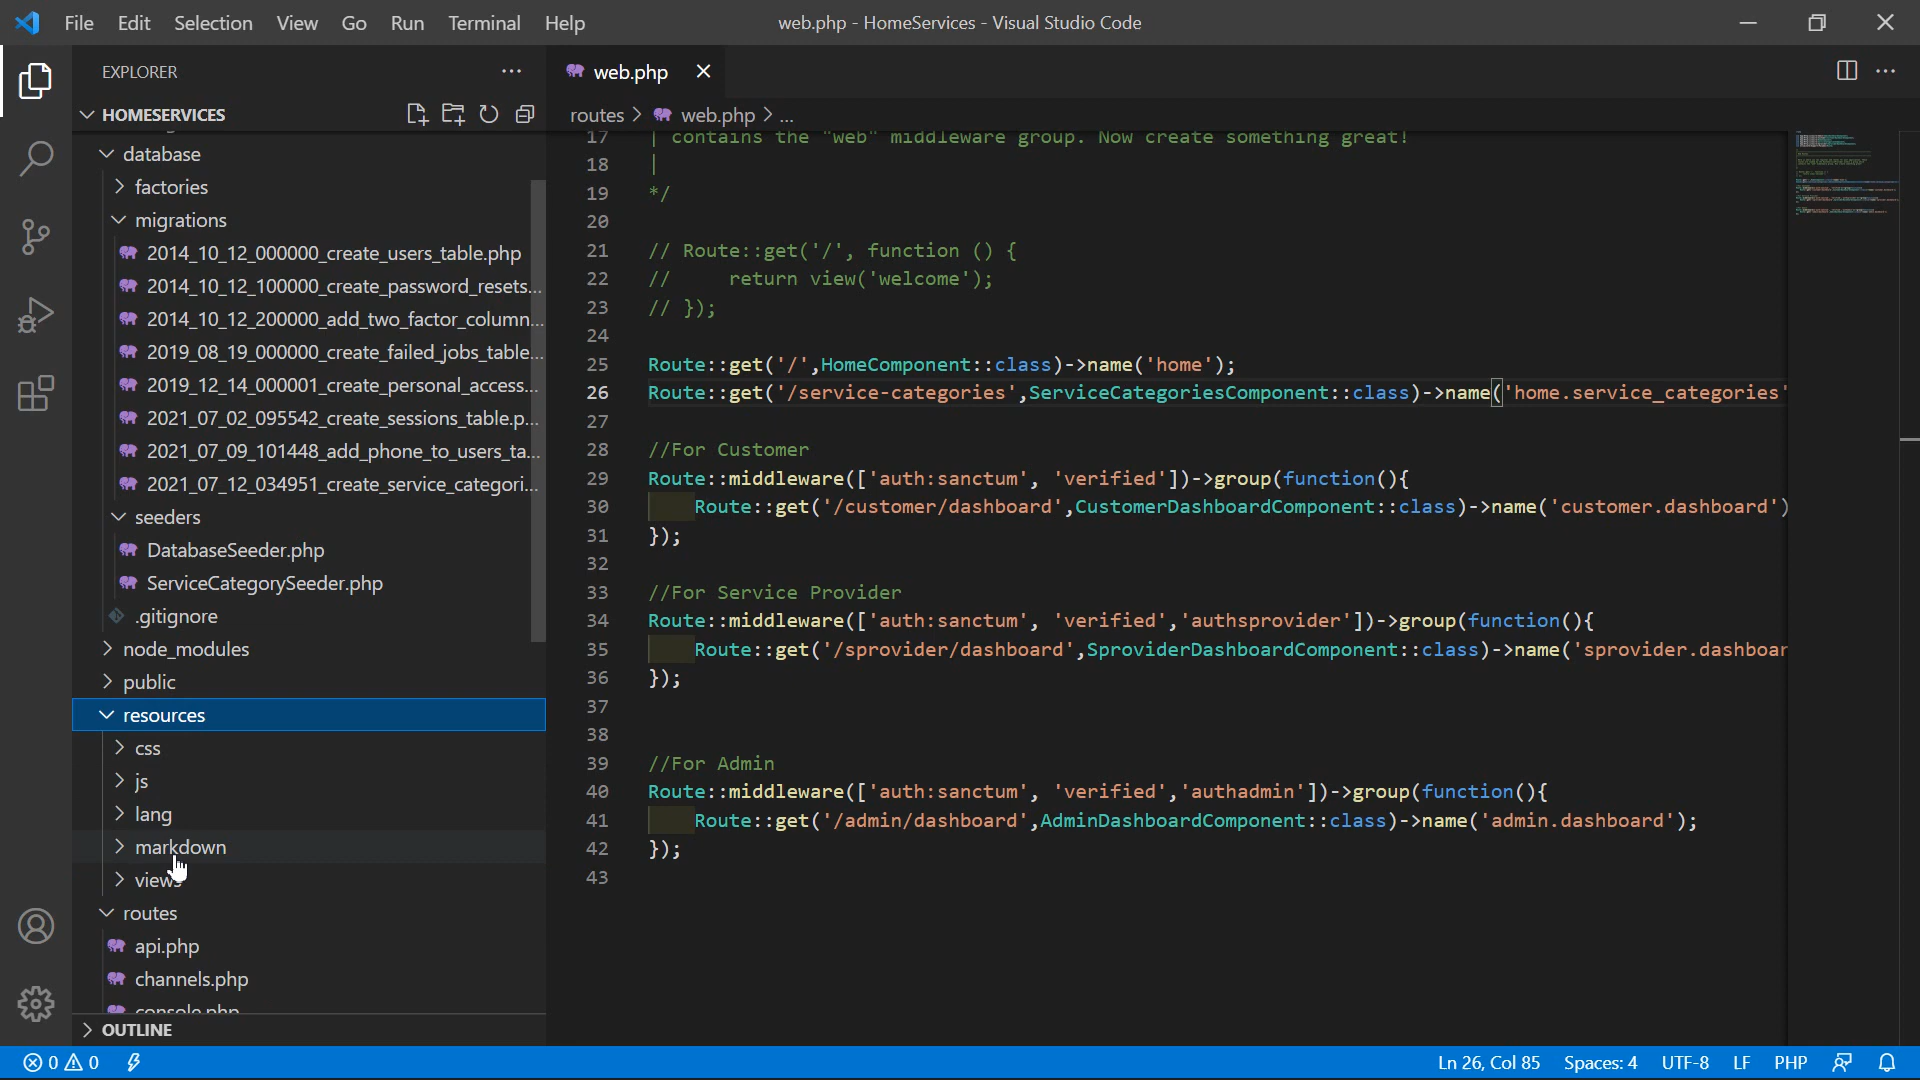 File Edit Selection View Go Run Terminal Help
web.php - HomeServices - Visual Studio Code
EXPLORER
HOMESERVICES
database
factories
migrations
2014_10_12_000000_create_users_table.php
2014_10_12_100000_create_password_resets...
2014_10_12_200000_add_two_factor_column...
2019_08_19_000000_create_failed_jobs_table...
2019_12_14_000001_create_personal_access...
2021_07_02_095542_create_sessions_table.p...
2021_07_09_101448_add_phone_to_users_ta...
2021_07_12_034951_create_service_categori...
seeders
DatabaseSeeder.php
ServiceCategorySeeder.php
.gitignore
node_modules
public
resources
css
js
lang
markdown
views
routes
api.php
channels.php
console.php
OUTLINE
web.php
routes > web.php > ...
17 | contains the "web" middleware group. Now create something great!
18 |
19 */
20
21 // Route::get('/', function () {
22 //     return view('welcome');
23 // });
24
25 Route::get('/',HomeComponent::class)->name('home');
26 Route::get('/service-categories',ServiceCategoriesComponent::class)->name('home.service_categories'
27
28 //For Customer
29 Route::middleware(['auth:sanctum', 'verified'])->group(function(){
30     Route::get('/customer/dashboard',CustomerDashboardComponent::class)->name('customer.dashboard')
31 });
32
33 //For Service Provider
34 Route::middleware(['auth:sanctum', 'verified','authsprovider'])->group(function(){
35     Route::get('/sprovider/dashboard',SproviderDashboardComponent::class)->name('sprovider.dashboar
36 });
37
38
39 //For Admin
40 Route::middleware(['auth:sanctum', 'verified','authadmin'])->group(function(){
41     Route::get('/admin/dashboard',AdminDashboardComponent::class)->name('admin.dashboard');
42 });
43
0 0
Ln 26, Col 85 Spaces: 4 UTF-8 LF PHP